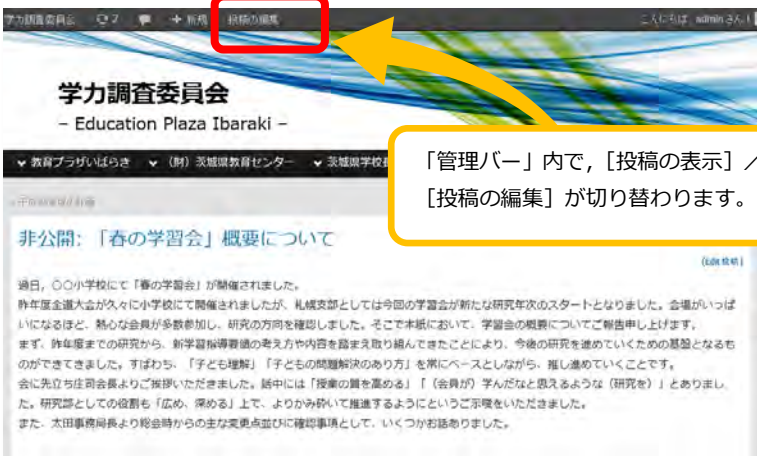 学力調査委員会 7 + 新規 投稿の編集 こんにちは, admin さん!
学力調査委員会
– Education Plaza Ibaraki –
教育プラザいばらき (財) 茨城県教育センター 茨城県学校長
「管理バー」内で,［投稿の表示］／
［投稿の編集］が切り替わります。
非公開: 「春の学習会」概要について
(Edit 投稿)
過日，○○小学校にて「春の学習会」が開催されました。
昨年度全道大会が久々に小学校にて開催されましたが、札幌支部としては今回の学習会が新たな研究年次のスタートとなりました。会場がいっぱ
いになるほど、熱心な会員が多数参加し、研究の方向を確認しました。そこで本紙において、学習会の概要についてご報告申し上げます。
まず、昨年度までの研究から、新学習指導要領の考え方や内容を踏まえ取り組んできたことにより、今後の研究を進めていくための基盤となるも
のができてきました。すばわち、「子ども理解」「子どもの問題解決のあり方」を常にベースとしながら、推し進めていくことです。
会に先立ち庄司会長よりご挨拶いただきました。話中には「授業の質を高める」「（会員が）学んだなと思えるような（研究を）」とありまし
た。研究部としての役割も「広め、深める」上で、よりかみ砕いて推進するようにというご示唆をいただきました。
また、太田事務局長より総会時からの主な変更点並びに確認事項として、いくつかお話ありました。